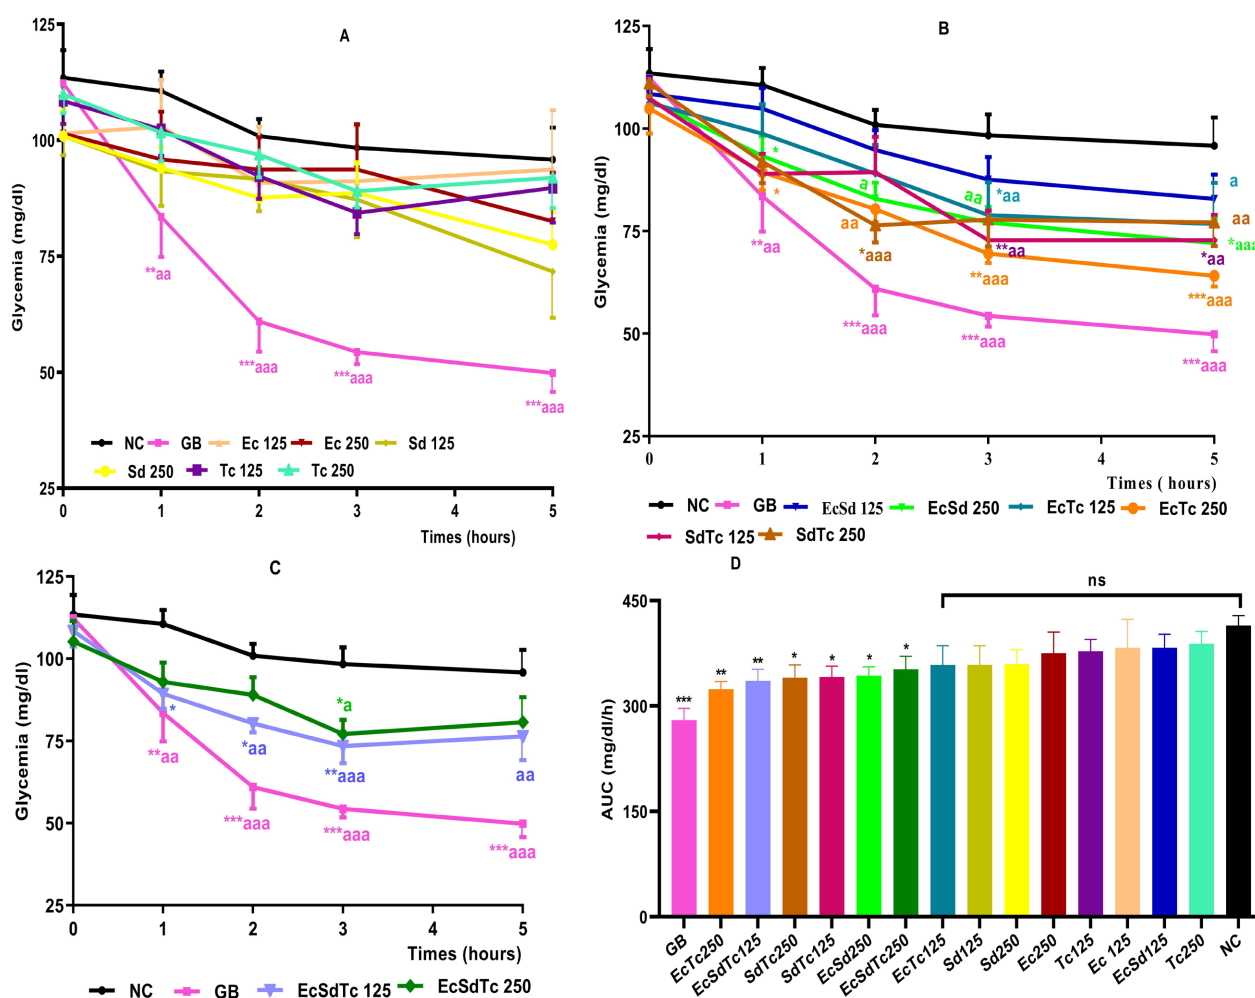 A
125
100
75
50
25
Glycemia (mg/dl)
**aa
***aaa
***aaa
***aaa
NC GB Ec 125 Ec 250 Sd 125
Sd 250 Tc 125 Tc 250
0 1 2 3 4 5
Times (hours)
B
125
100
75
50
25
Glycemia (mg/dl)
*
*
**aa
a
aa
*aaa
***aaa
aa
*aa
**aa
**aaa
***aaa
a
aa
*aaa
*aa
***aaa
***aaa
0 1 2 3 4 5
Times ( hours)
NC GB EcSd 125 EcSd 250 EcTc 125 EcTc 250
SdTc 125 SdTc 250
C
125
100
75
50
25
Glycemia (mg/dl)
*
**aa
*aa
***aaa
*a
**aaa
***aaa
aa
***aaa
0 1 2 3 4 5
Times (hours)
NC GB EcSdTc 125 EcSdTc 250
D
ns
450
300
150
0
AUC (mg/dl/h)
*** ** ** * * * *
GB EcTc250 EcSdTc125 SdTc250 SdTc125 EcSd250 EcSdTc250 EcTc125 Sd125 Sd250 Ec250 Tc125 Ec 125 EcSd125 Tc250 NC